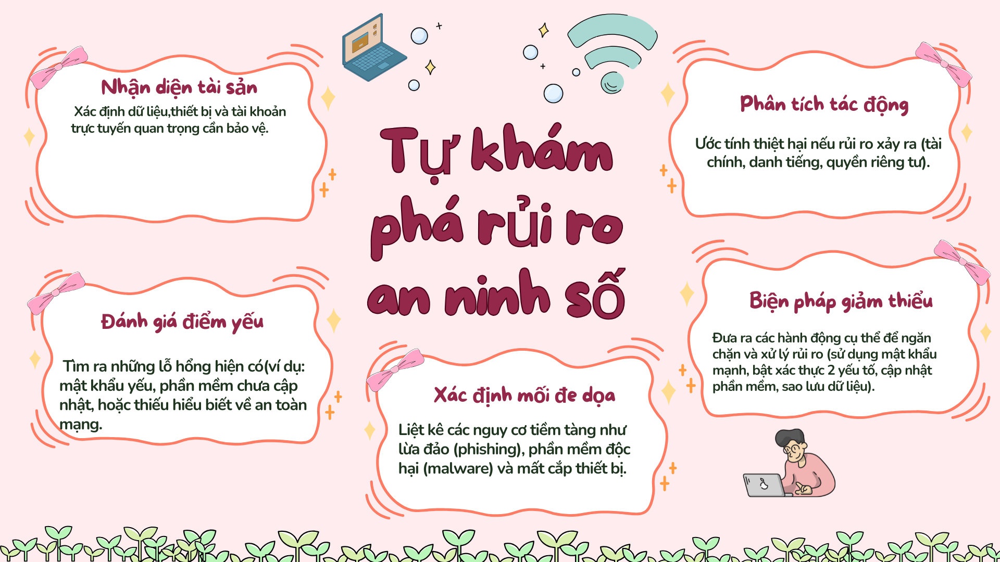 Tự khám
phá rủi ro
an ninh số
Nhận diện tài sản
Xác định dữ liệu,thiết bị và tài khoản
trực tuyến quan trọng cần bảo vệ.
Đánh giá điểm yếu
Tìm ra những lỗ hổng hiện có(ví dụ:
mật khẩu yếu, phần mềm chưa cập
nhật, hoặc thiếu hiểu biết về an toàn
mạng.
Xác định mối đe dọa
Liệt kê các nguy cơ tiềm tàng như
lừa đảo (phishing), phần mềm độc
hại (malware) và mất cắp thiết bị.
Phân tích tác động
Ước tính thiệt hại nếu rủi ro xảy ra (tài
chính, danh tiếng, quyền riêng tư).
Biện pháp giảm thiểu
Đưa ra các hành động cụ thể để ngăn
chặn và xử lý rủi ro (sử dụng mật khẩu
mạnh, bật xác thực 2 yếu tố, cập nhật
phần mềm, sao lưu dữ liệu).